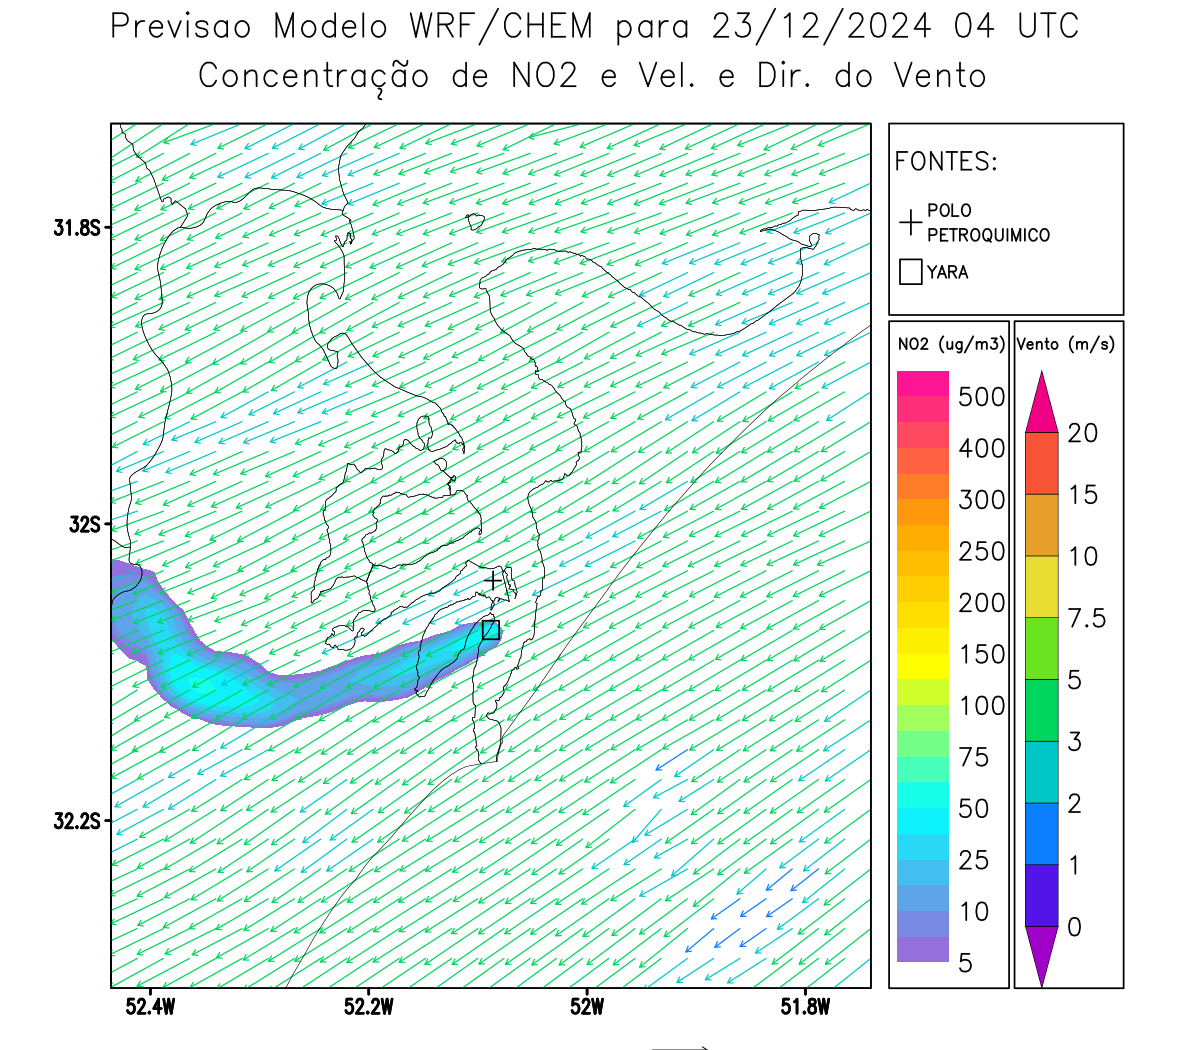 Previsao Modelo WRF/CHEM para 23/12/2024 04 UTC
Concentração de NO2 e Vel. e Dir. do Vento
FONTES:
POLO
PETROQUIMICO
YARA
NO2 (ug/m3)
500
400
300
250
200
150
100
75
50
25
10
5
Vento (m/s)
20
15
10
7.5
5
3
2
1
0
31.8S
32S
32.2S
52.4W
52.2W
52W
51.8W